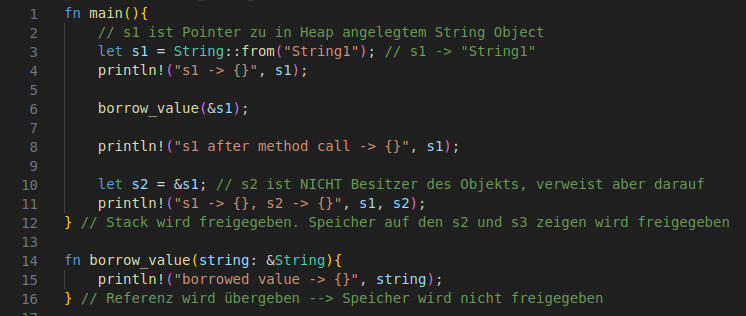 1 fn main(){
2 // s1 ist Pointer zu in Heap angelegtem String Object
3 let s1 = String::from("String1"); // s1 -> "String1"
4 println!("s1 -> {}", s1);
5
6 borrow_value(&s1);
7
8 println!("s1 after method call -> {}", s1);
9
10 let s2 = &s1; // s2 ist NICHT Besitzer des Objekts, verweist aber darauf
11 println!("s1 -> {}, s2 -> {}", s1, s2);
12 } // Stack wird freigegeben. Speicher auf den s2 und s3 zeigen wird freigegeben
13
14 fn borrow_value(string: &String){
15 println!("borrowed value -> {}", string);
16 } // Referenz wird übergeben --> Speicher wird nicht freigegeben
17